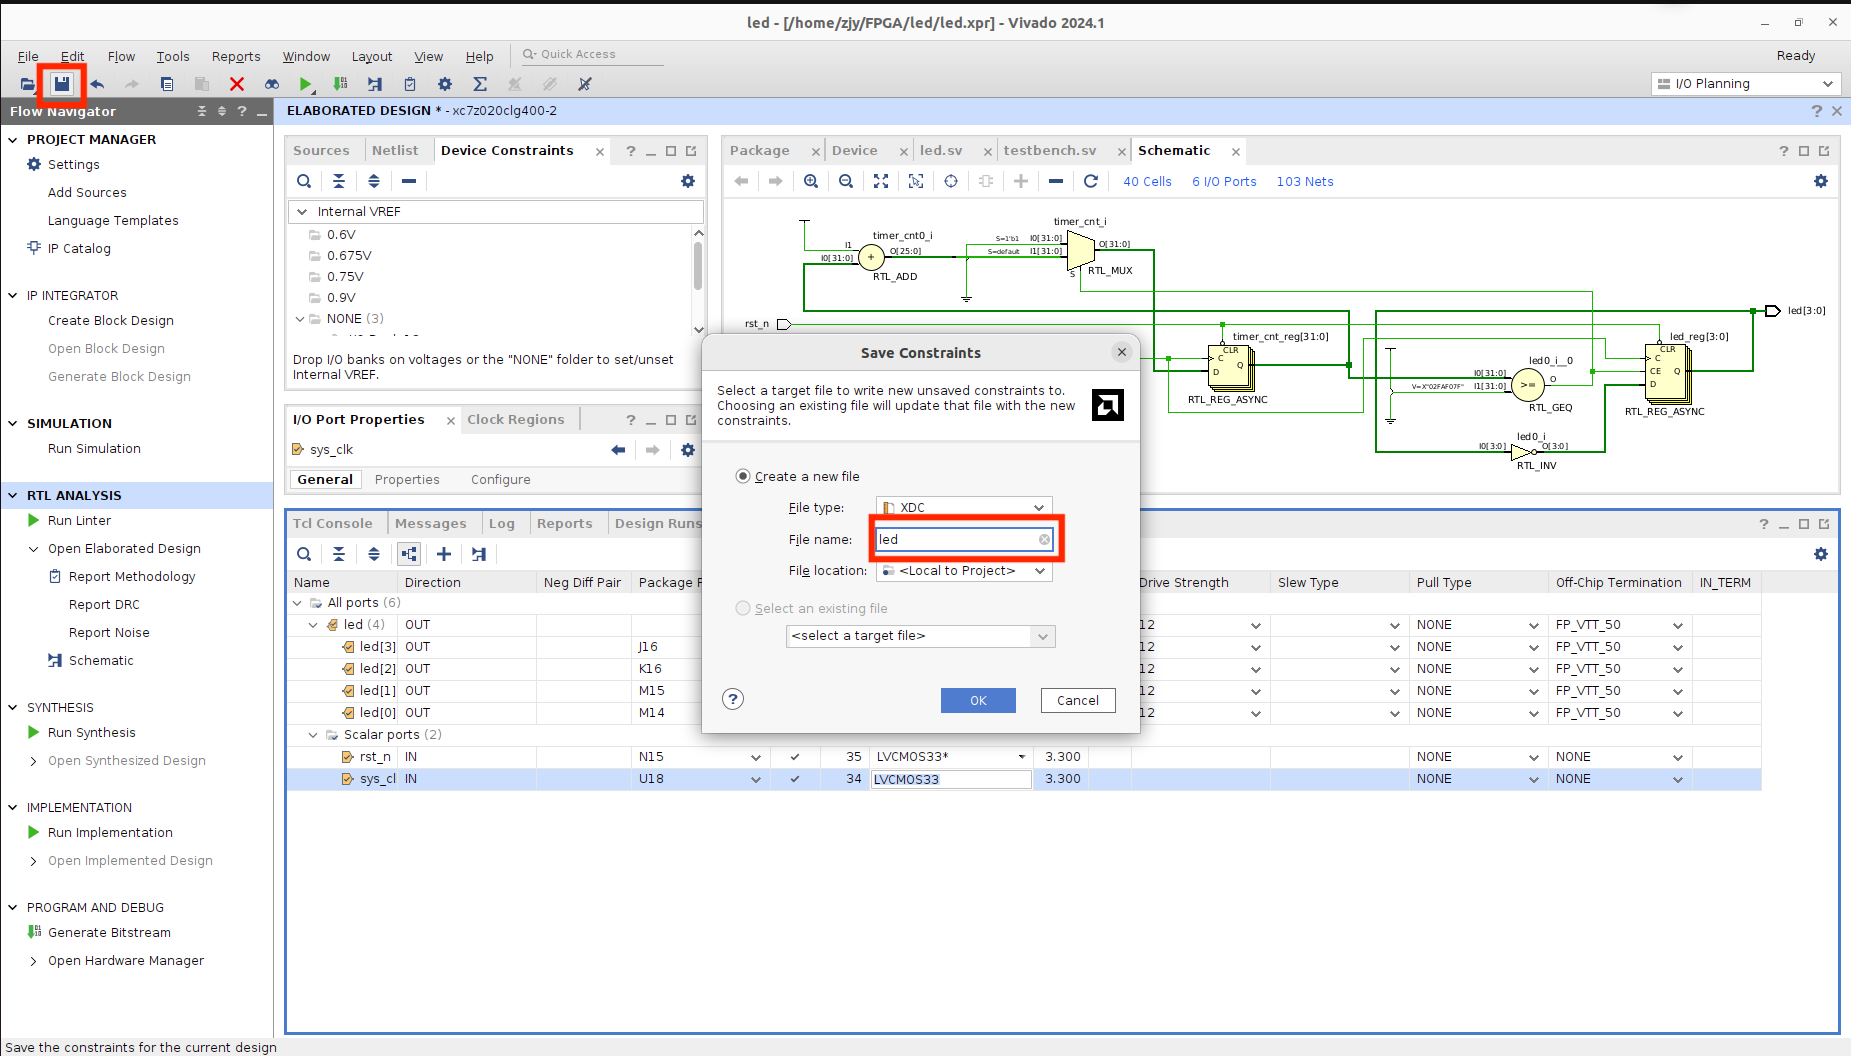 led - [/home/zjy/FPGA/led/led.xpr] - Vivado 2024.1
File Edit Flow Tools Reports Window Layout View Help Quick Access
Ready
I/O Planning
Flow Navigator
ELABORATED DESIGN * - xc7z020clg400-2
PROJECT MANAGER
Settings
Add Sources
Language Templates
IP Catalog
IP INTEGRATOR
Create Block Design
Open Block Design
Generate Block Design
SIMULATION
Run Simulation
RTL ANALYSIS
Run Linter
Open Elaborated Design
Report Methodology
Report DRC
Report Noise
Schematic
SYNTHESIS
Run Synthesis
Open Synthesized Design
IMPLEMENTATION
Run Implementation
Open Implemented Design
PROGRAM AND DEBUG
Generate Bitstream
Open Hardware Manager
Sources Netlist Device Constraints
Internal VREF
0.6V
0.675V
0.75V
0.9V
NONE (3)
Drop I/O banks on voltages or the "NONE" folder to set/unset
Internal VREF.
I/O Port Properties Clock Regions
sys_clk
General Properties Configure
Package Device led.sv testbench.sv Schematic
40 Cells 6 I/O Ports 103 Nets
timer_cnt0_i
I1
I0[31:0]
O[25:0]
+
RTL_ADD
timer_cnt_i
S=1'b1 I0[31:0]
S=default I1[31:0]
O[31:0]
S
RTL_MUX
rst_n
timer_cnt_reg[31:0]
CLR
C
D
Q
RTL_REG_ASYNC
led0_i__0
I0[31:0]
V=X"02FAF07F" I1[31:0]
>=
O
RTL_GEQ
led0_i
I0[3:0]
O[3:0]
RTL_INV
led_reg[3:0]
CLR
C
CE
D
Q
RTL_REG_ASYNC
led[3:0]
Save Constraints
Select a target file to write new unsaved constraints to.
Choosing an existing file will update that file with the new
constraints.
Create a new file
File type: XDC
File name: led
File location: <Local to Project>
Select an existing file
<select a target file>
? OK Cancel
Tcl Console Messages Log Reports Design Runs
Name Direction Neg Diff Pair Package P Drive Strength Slew Type Pull Type Off-Chip Termination IN_TERM
All ports (6)
led (4) OUT 12 NONE FP_VTT_50
led[3] OUT J16 12 NONE FP_VTT_50
led[2] OUT K16 12 NONE FP_VTT_50
led[1] OUT M15 12 NONE FP_VTT_50
led[0] OUT M14 12 NONE FP_VTT_50
Scalar ports (2)
rst_n IN N15 35 LVCMOS33* 3.300 NONE NONE
sys_cl IN U18 34 LVCMOS33 3.300 NONE NONE
Save the constraints for the current design